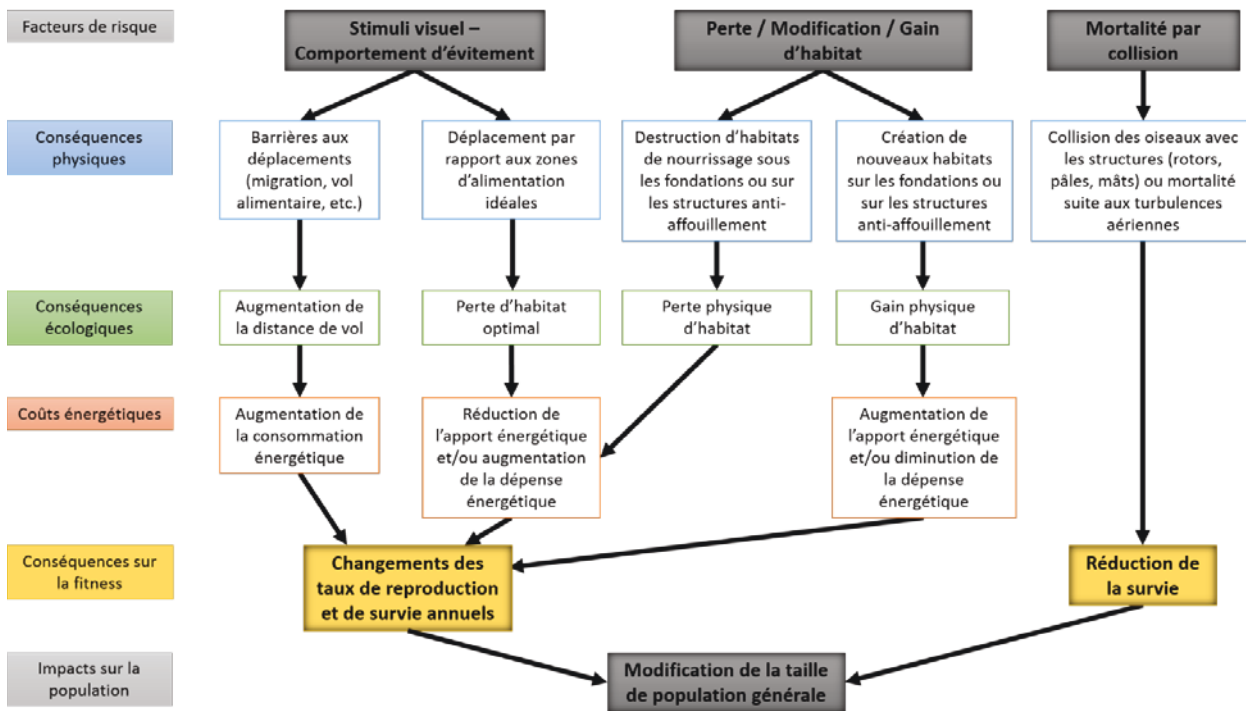 Facteurs de risque
Stimuli visuel –
Comportement d’évitement
Perte / Modification / Gain
d’habitat
Mortalité par
collision
Conséquences
physiques
Barrières aux
déplacements
(migration, vol
alimentaire, etc.)
Déplacement par
rapport aux zones
d’alimentation
idéales
Destruction d’habitats
de nourrissage sous
les fondations ou sur
les structures anti-
affouillement
Création de
nouveaux habitats
sur les fondations ou
sur les structures
anti-affouillement
Collision des oiseaux avec
les structures (rotors,
pâles, mâts) ou mortalité
suite aux turbulences
aériennes
Conséquences
écologiques
Augmentation de
la distance de vol
Perte d’habitat
optimal
Perte physique
d’habitat
Gain physique
d’habitat
Coûts énergétiques
Augmentation de
la consommation
énergétique
Réduction de
l’apport énergétique
et/ou augmentation
de la dépense
énergétique
Augmentation de
l’apport énergétique
et/ou diminution de
la dépense
énergétique
Conséquences sur
la fitness
Changements des
taux de reproduction
et de survie annuels
Réduction de
la survie
Impacts sur la
population
Modification de la taille
de population générale